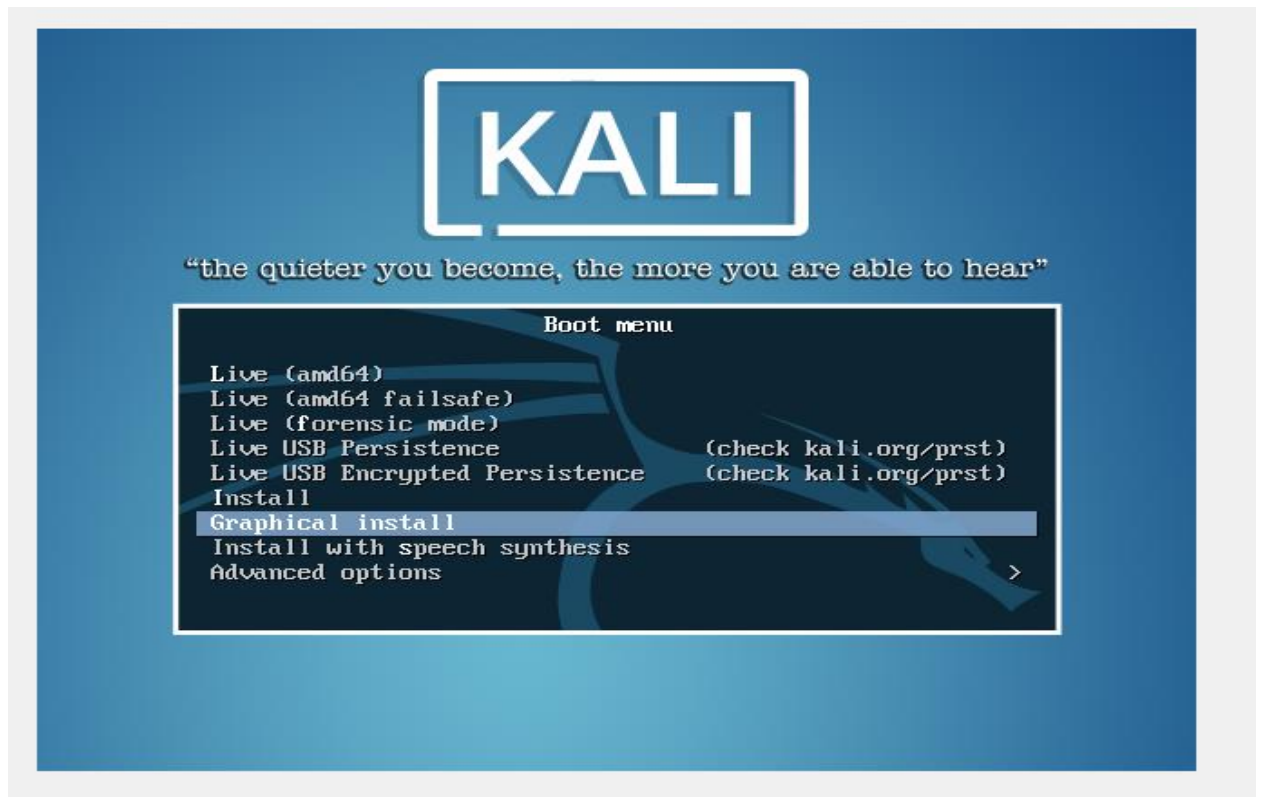 KALI
“the quieter you become, the more you are able to hear”
Boot menu
Live (amd64)
Live (amd64 failsafe)
Live (forensic mode)
Live USB Persistence (check kali.org/prst)
Live USB Encrypted Persistence (check kali.org/prst)
Install
Graphical install
Install with speech synthesis
Advanced options >